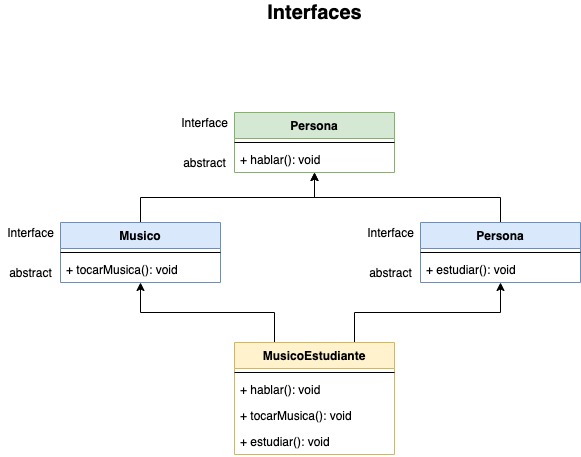 Interfaces
Interface
Persona
abstract
+ hablar(): void
Interface
Musico
abstract
+ tocarMusica(): void
Interface
Persona
abstract
+ estudiar(): void
MusicoEstudiante
+ hablar(): void
+ tocarMusica(): void
+ estudiar(): void